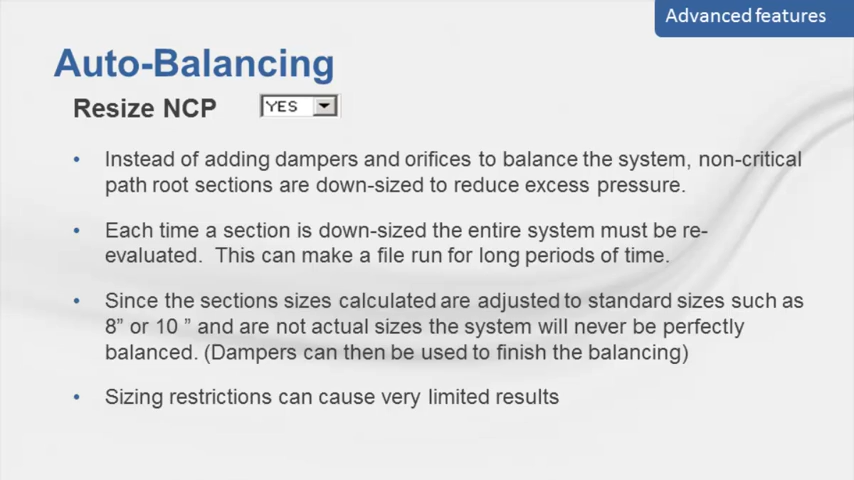 Advanced features
Auto-Balancing
Resize NCP YES
• Instead of adding dampers and orifices to balance the system, non-critical
path root sections are down-sized to reduce excess pressure.
• Each time a section is down-sized the entire system must be re-
evaluated.  This can make a file run for long periods of time.
• Since the sections sizes calculated are adjusted to standard sizes such as
8” or 10 ” and are not actual sizes the system will never be perfectly
balanced. (Dampers can then be used to finish the balancing)
• Sizing restrictions can cause very limited results